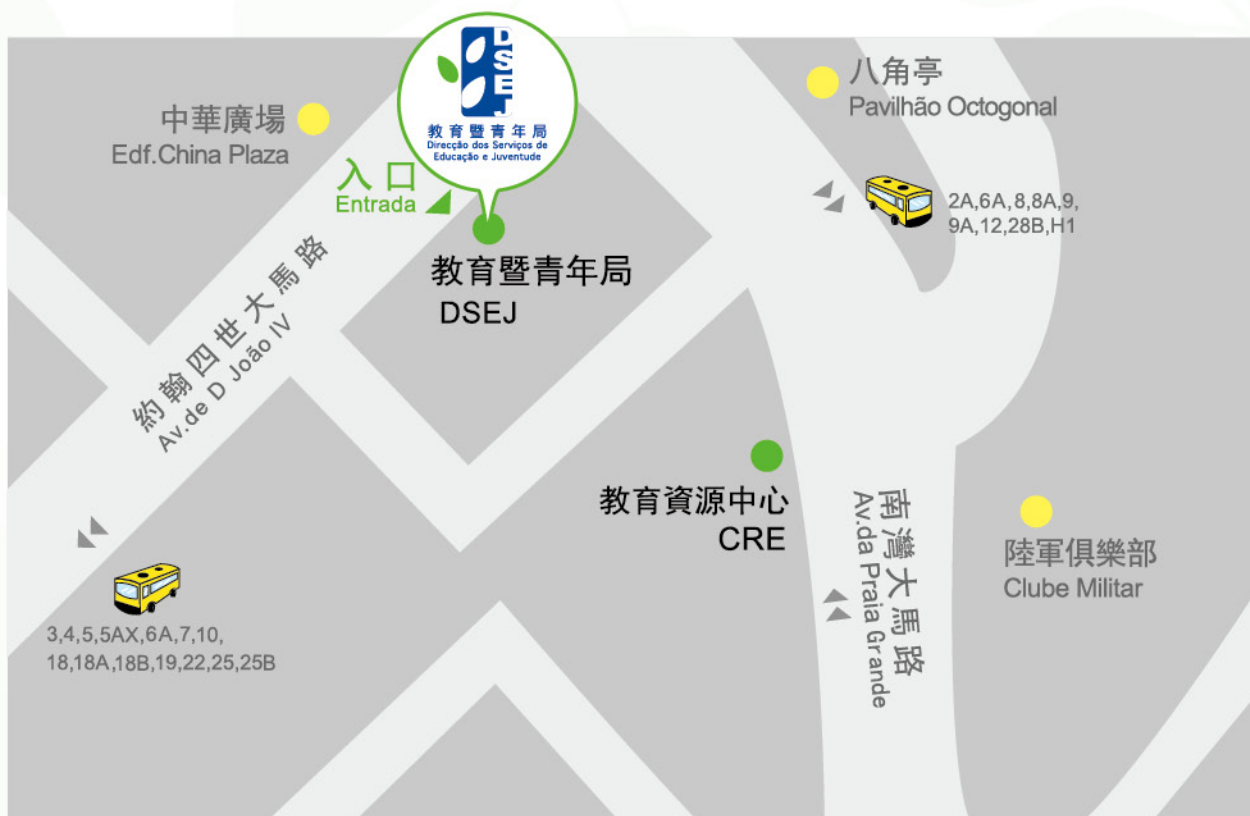 DSEJ
教育暨青年局
Direcção dos Serviços de
Educação e Juventude
八角亭
Pavilhão Octogonal
中華廣場
Edf.China Plaza
入口
Entrada
2A,6A,8,8A,9,
9A,12,28B,H1
教育暨青年局
DSEJ
約翰四世大馬路
Av.de D João IV
教育資源中心
CRE
南灣大馬路
Av.da Praia Grande
陸軍俱樂部
Clube Militar
3,4,5,5AX,6A,7,10,
18,18A,18B,19,22,25,25B